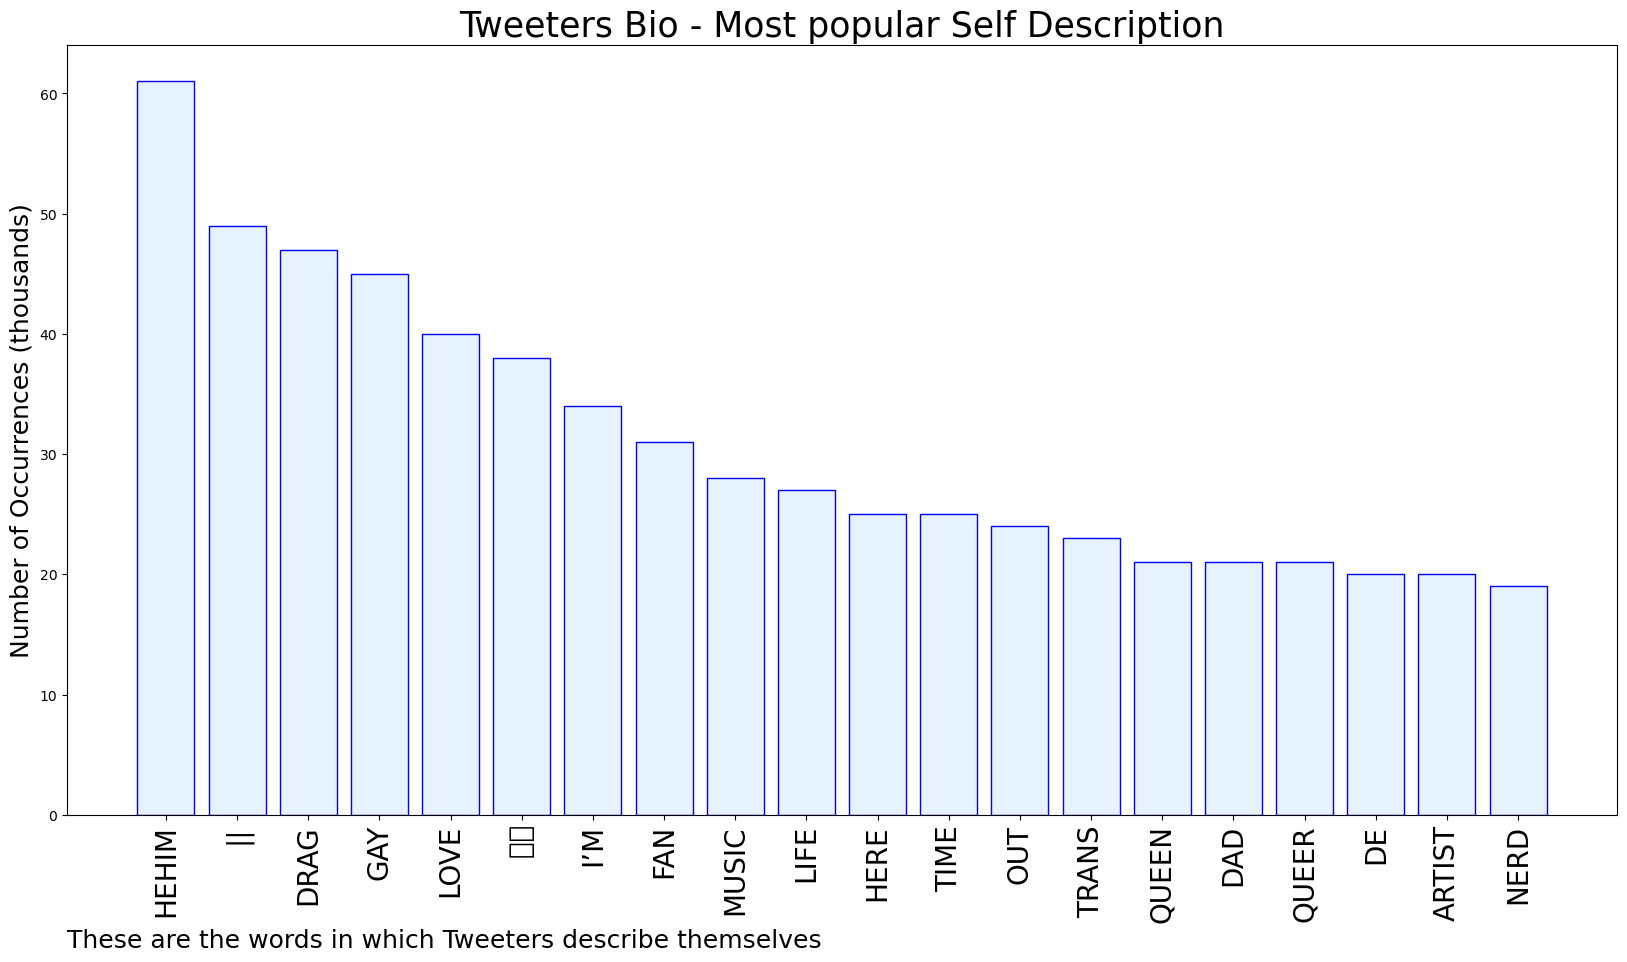 Tweeters Bio - Most popular Self Description
Number of Occurrences (thousands)
60
50
40
30
20
10
0
HEHIM
||
DRAG
GAY
LOVE
I’M
FAN
MUSIC
LIFE
HERE
TIME
OUT
TRANS
QUEEN
DAD
QUEER
DE
ARTIST
NERD
These are the words in which Tweeters describe themselves